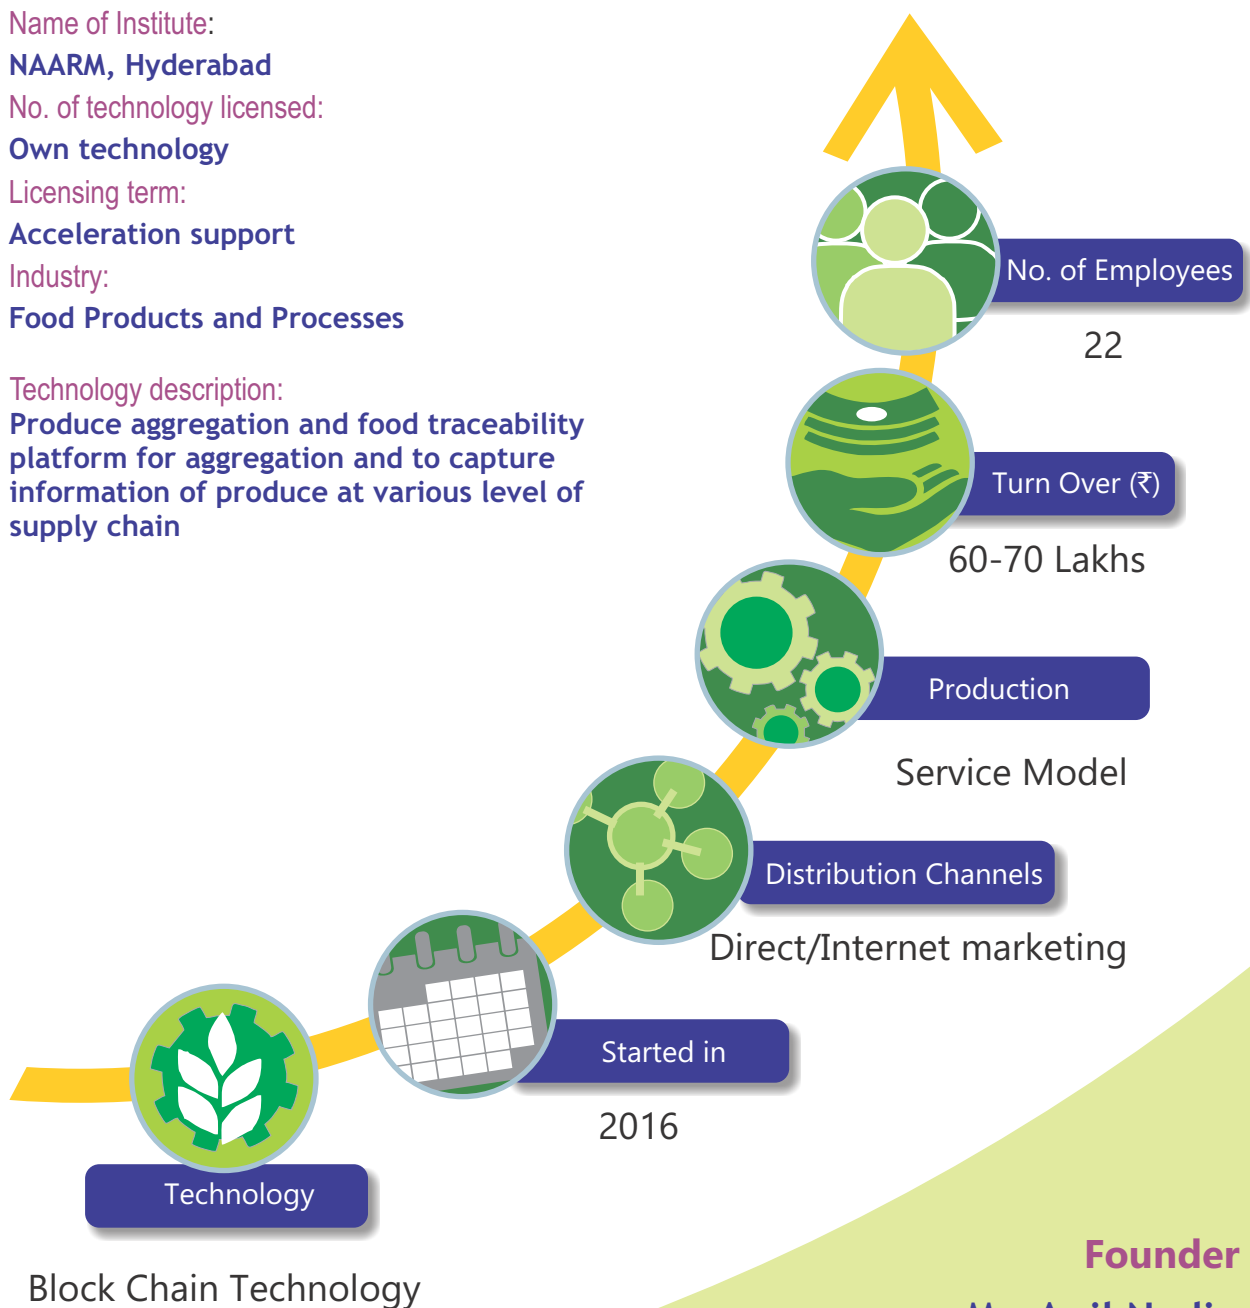 Name of Institute:
NAARM, Hyderabad
No. of technology licensed:
Own technology
Licensing term:
Acceleration support
Industry:
Food Products and Processes
Technology description:
Produce aggregation and food traceability
platform for aggregation and to capture
information of produce at various level of
supply chain
No. of Employees
22
Turn Over (₹)
60-70 Lakhs
Production
Service Model
Distribution Channels
Direct/Internet marketing
Started in
2016
Technology
Block Chain Technology
Founder